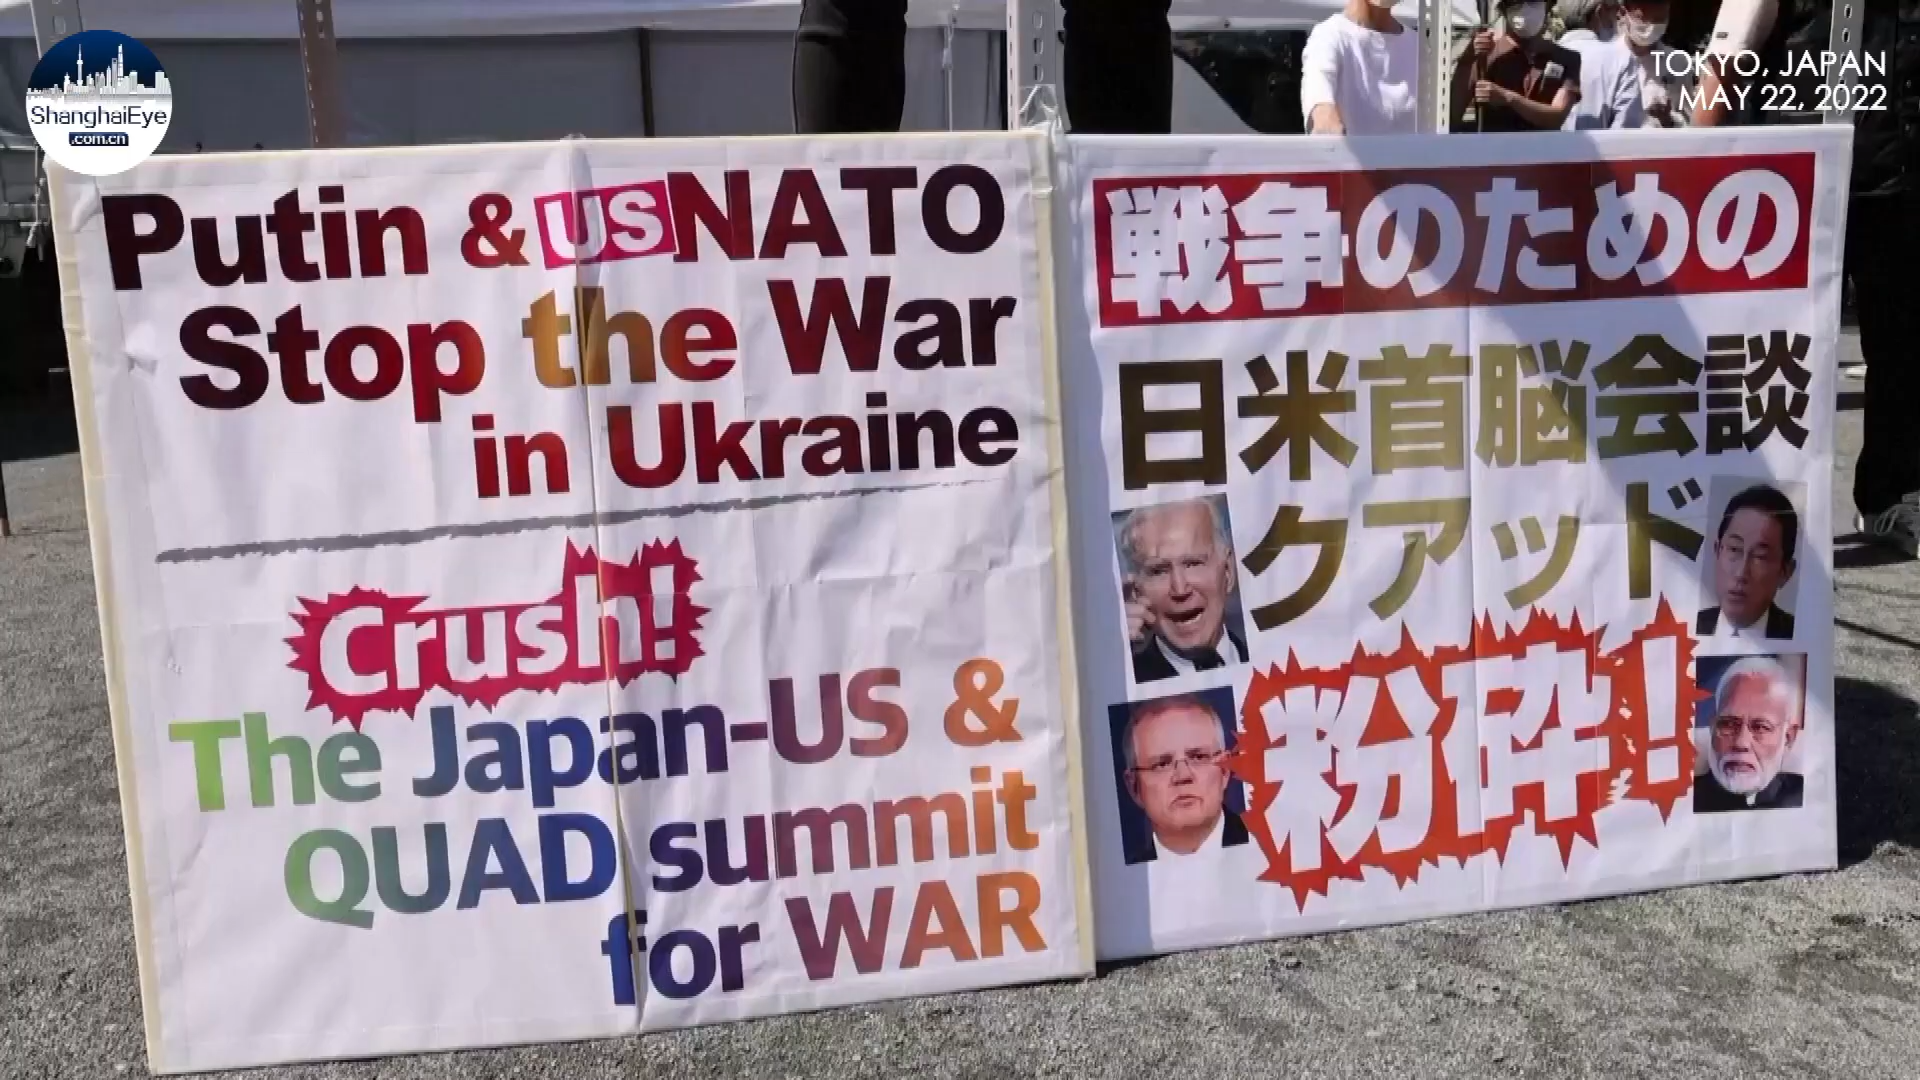 ShanghaiEye
.com.cn
TOKYO, JAPAN
MAY 22, 2022
Putin & US NATO
Stop the War
in Ukraine
Crush!
The Japan-US &
QUAD summit
for WAR
戦争のための
日米首脳会談
クアッド
粉砕!